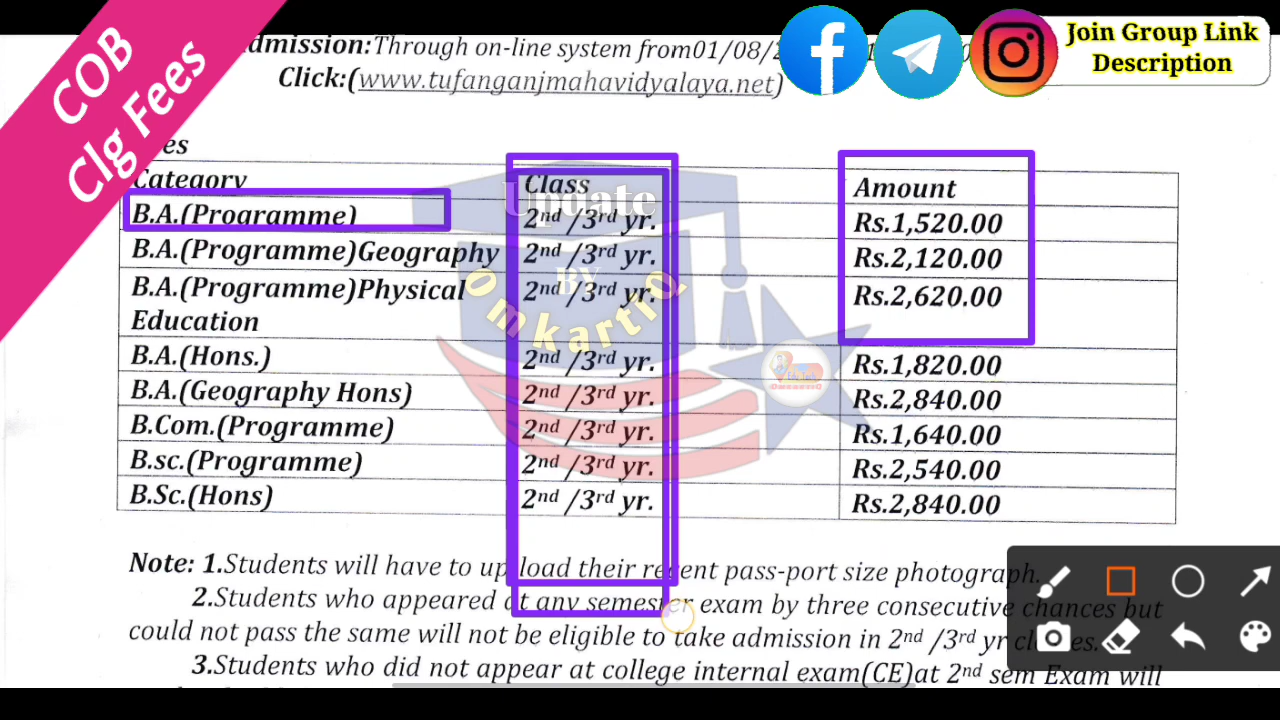 COB
Clg Fees
dmission:Through on-line system from01/08/2
Click:(www.tufanganjmahavidyalaya.net)
Join Group Link
Description
es
Category Class Amount
B.A.(Programme) 2nd /3rd yr. Rs.1,520.00
B.A.(Programme)Geography 2nd /3rd yr. Rs.2,120.00
B.A.(Programme)Physical Education 2nd /3rd yr. Rs.2,620.00
B.A.(Hons.) 2nd /3rd yr. Rs.1,820.00
B.A.(Geography Hons) 2nd /3rd yr. Rs.2,840.00
B.Com.(Programme) 2nd /3rd yr. Rs.1,640.00
B.sc.(Programme) 2nd /3rd yr. Rs.2,540.00
B.Sc.(Hons) 2nd /3rd yr. Rs.2,840.00
Update
BY
Omkartro
Note: 1.Students will have to up load their recent pass-port size photograph.
2.Students who appeared at any semester exam by three consecutive chances but
could not pass the same will not be eligible to take admission in 2nd /3rd yr classes.
3.Students who did not appear at college internal exam(CE)at 2nd sem Exam will